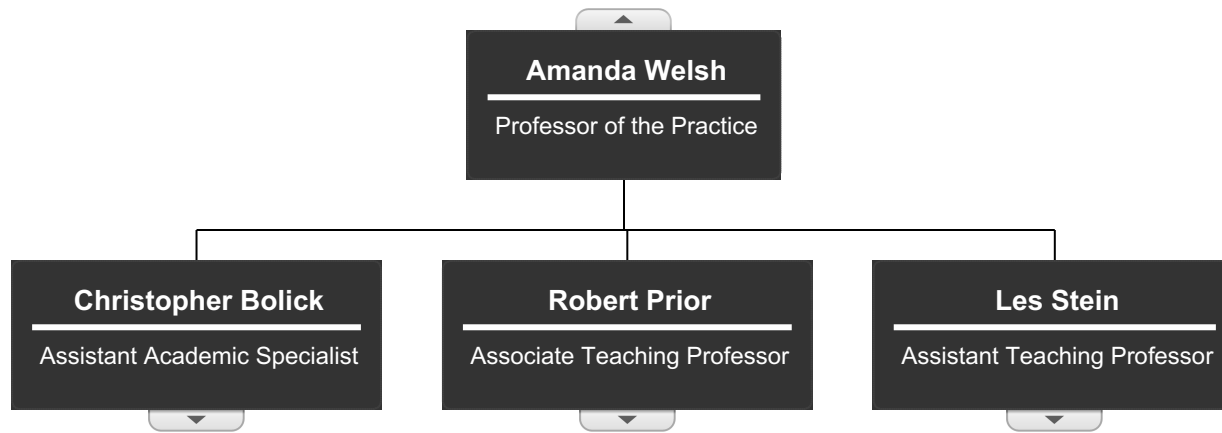 Amanda Welsh
Professor of the Practice
Christopher Bolick
Assistant Academic Specialist
Robert Prior
Associate Teaching Professor
Les Stein
Assistant Teaching Professor